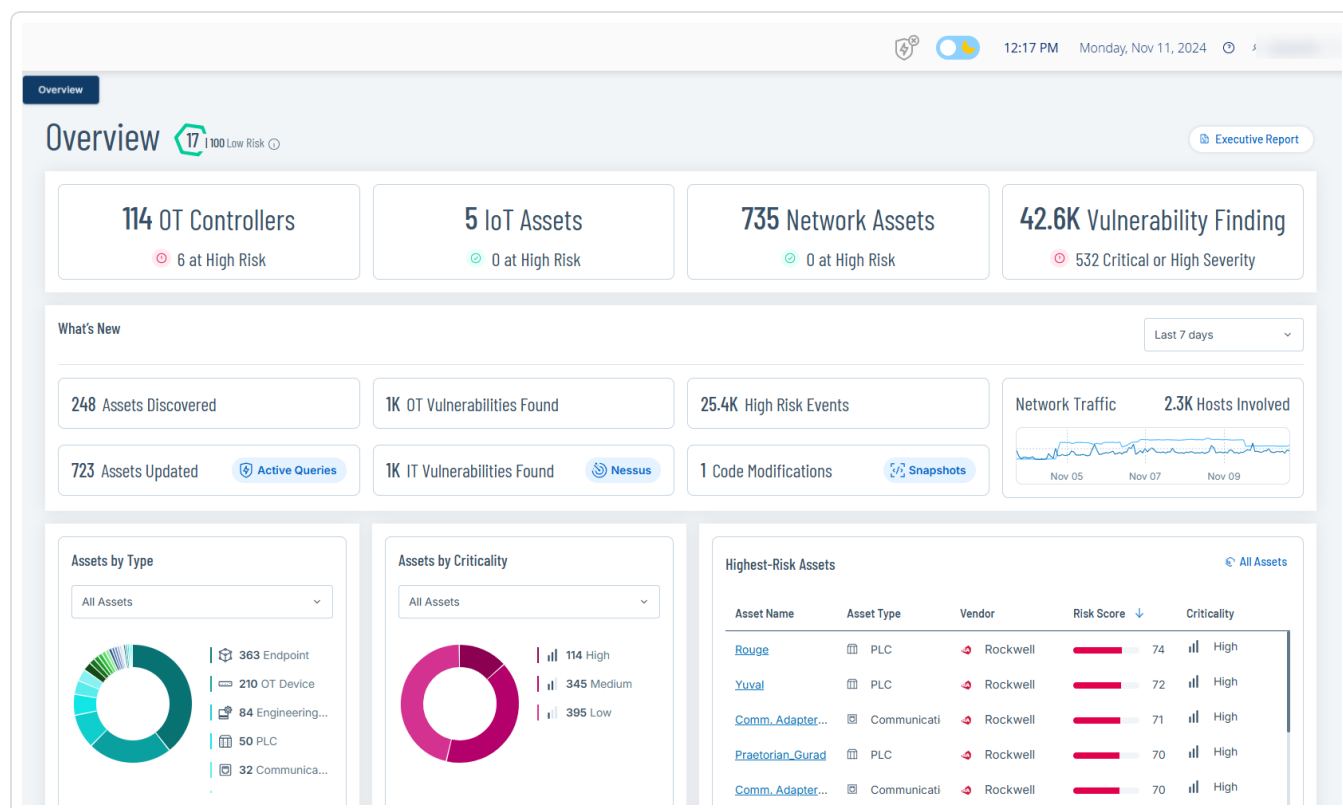 12:17 PM Monday, Nov 11, 2024
Overview
Overview 17 | 100 Low Risk
Executive Report
114 OT Controllers
6 at High Risk
5 IoT Assets
0 at High Risk
735 Network Assets
0 at High Risk
42.6K Vulnerability Finding
532 Critical or High Severity
What's New
Last 7 days
248 Assets Discovered
1K OT Vulnerabilities Found
25.4K High Risk Events
Network Traffic 2.3K Hosts Involved
Nov 05 Nov 07 Nov 09
723 Assets Updated Active Queries
1K IT Vulnerabilities Found Nessus
1 Code Modifications Snapshots
Assets by Type
All Assets
363 Endpoint
210 OT Device
84 Engineering...
50 PLC
32 Communica...
Assets by Criticality
All Assets
114 High
345 Medium
395 Low
Highest-Risk Assets All Assets
Asset Name Asset Type Vendor Risk Score Criticality
Rouge PLC Rockwell 74 High
Yuval PLC Rockwell 72 High
Comm. Adapter... Communicati Rockwell 71 High
Praetorian_Gurad PLC Rockwell 70 High
Comm. Adapter... Communicati Rockwell 70 High